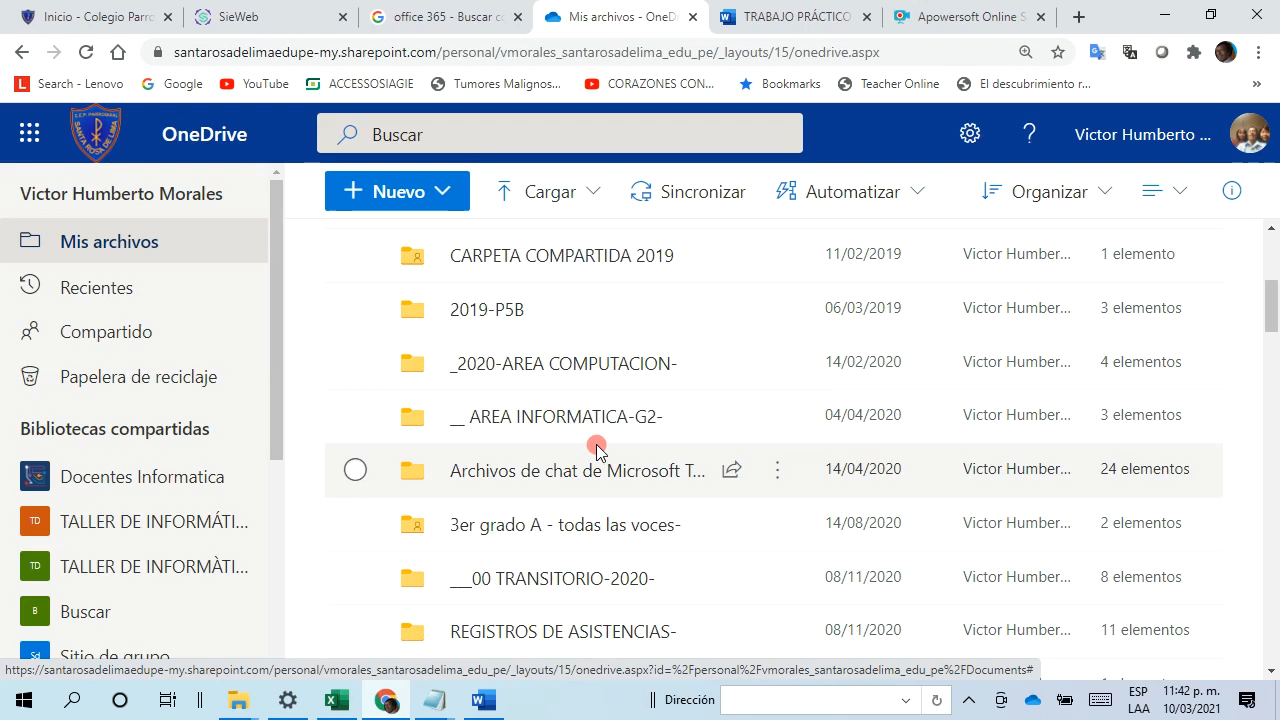 Inicio - Colegio Parro
SieWeb
office 365 - Buscar co
Mis archivos - OneDri
TRABAJO PRÁCTICO
Apowersoft Online S
santarosadelimaedupe-my.sharepoint.com/personal/vmorales_santarosadelima_edu_pe/_layouts/15/onedrive.aspx
Search - Lenovo
Google
YouTube
ACCESSOSIAGIE
Tumores Malignos...
CORAZONES CON...
Bookmarks
Teacher Online
El descubrimiento r...
»
OneDrive
Buscar
?
Victor Humberto ...
Victor Humberto Morales
Mis archivos
Recientes
Compartido
Papelera de reciclaje
Bibliotecas compartidas
Docentes Informatica
TD TALLER DE INFORMÁTI...
TD TALLER DE INFORMÀTI...
B Buscar
Sd Sitio de grupo
+ Nuevo
Cargar
Sincronizar
Automatizar
Organizar
CARPETA COMPARTIDA 2019 11/02/2019 Victor Humber... 1 elemento
2019-P5B 06/03/2019 Victor Humber... 3 elementos
_2020-AREA COMPUTACION- 14/02/2020 Victor Humber... 4 elementos
__ AREA INFORMATICA-G2- 04/04/2020 Victor Humber... 3 elementos
Archivos de chat de Microsoft T... 14/04/2020 Victor Humber... 24 elementos
3er grado A - todas las voces- 14/08/2020 Victor Humber... 2 elementos
___00 TRANSITORIO-2020- 08/11/2020 Victor Humber... 8 elementos
REGISTROS DE ASISTENCIAS- 08/11/2020 Victor Humber... 11 elementos
https://santarosadelimaedupe-my.sharepoint.com/personal/vmorales_santarosadelima_edu_pe/_layouts/15/onedrive.aspx?id=%2Fpersonal%2Fvmorales_santarosadelima_edu_pe%2FDocuments#
Dirección
ESP
LAA
11:42 p. m.
10/03/2021